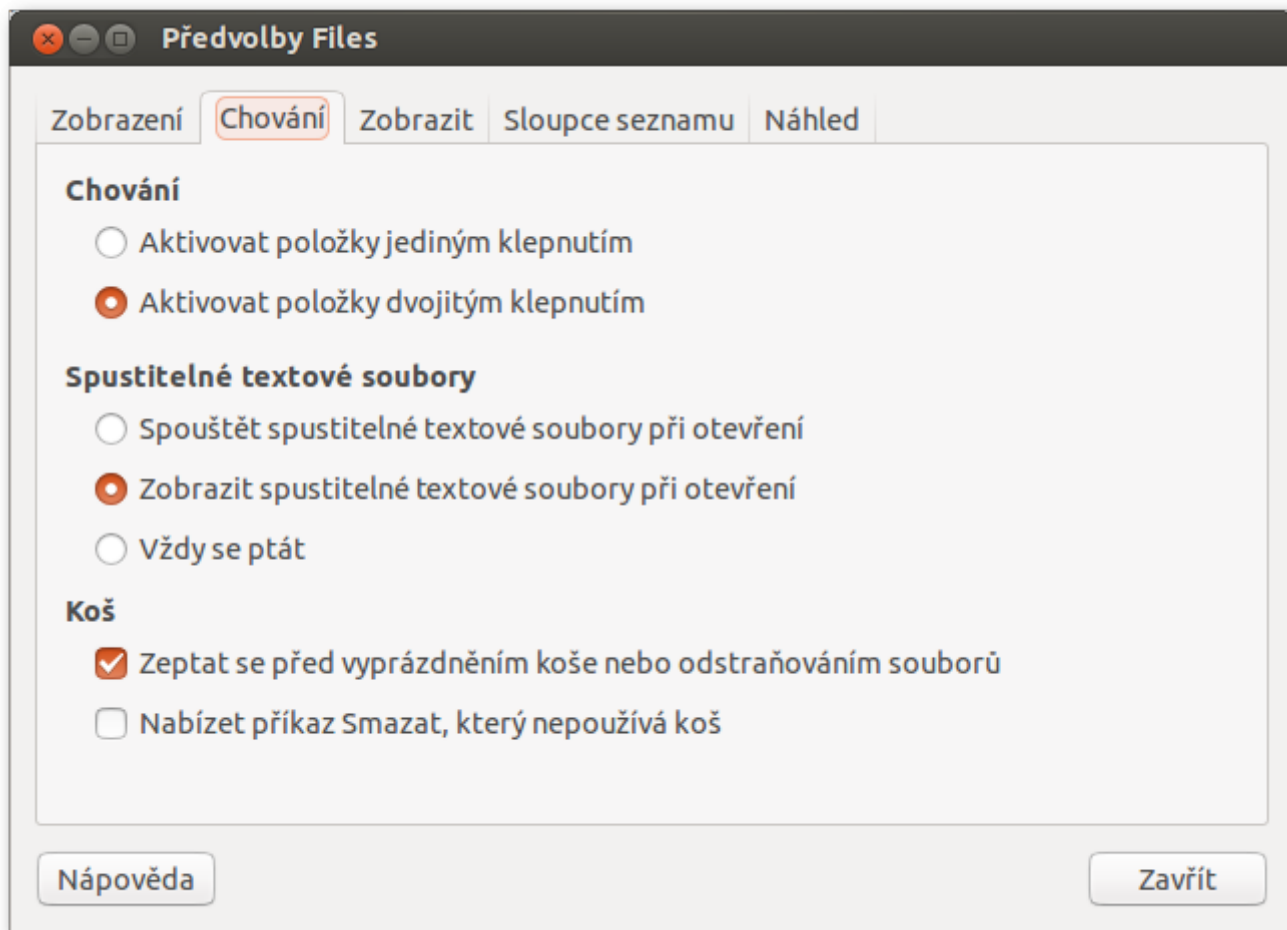 Předvolby Files
Zobrazení Chování Zobrazit Sloupce seznamu Náhled
Chování
Aktivovat položky jediným klepnutím
Aktivovat položky dvojitým klepnutím
Spustitelné textové soubory
Spouštět spustitelné textové soubory při otevření
Zobrazit spustitelné textové soubory při otevření
Vždy se ptát
Koš
Zeptat se před vyprázdněním koše nebo odstraňováním souborů
Nabízet příkaz Smazat, který nepoužívá koš
Nápověda Zavřít